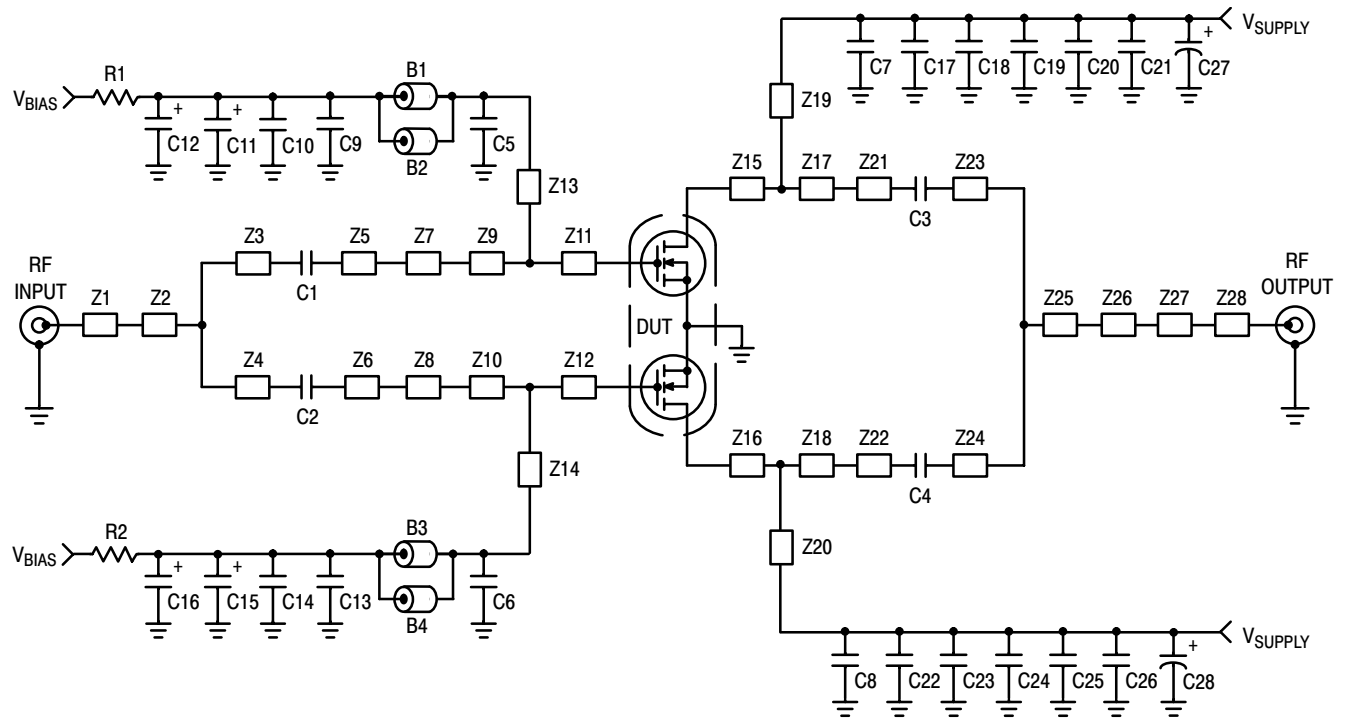 VSUPPLY
C7 C17 C18 C19 C20 C21 + C27
Z19
VBIAS R1 B1
+ C12 + C11 C10 C9 B2 C5
Z13
Z15 Z17 Z21 C3 Z23
RF INPUT
Z1 Z2
Z3 C1 Z5 Z7 Z9 Z11
DUT
Z4 C2 Z6 Z8 Z10 Z12
Z25 Z26 Z27 Z28
RF OUTPUT
Z14
Z16 Z18 Z22 C4 Z24
VBIAS R2 B3
+ C16 + C15 C14 C13 B4 C6
Z20
VSUPPLY
C8 C22 C23 C24 C25 C26 + C28